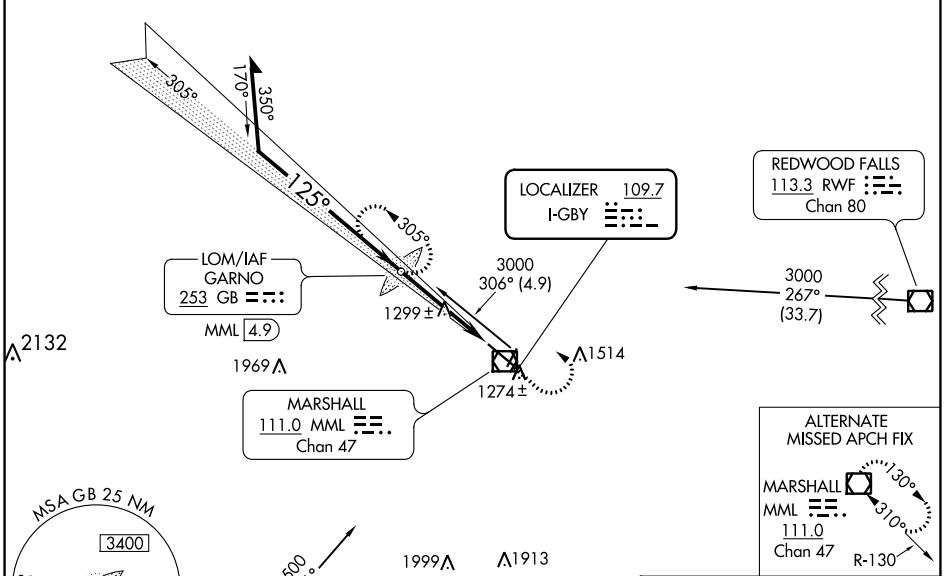 305°
170°
350°
125°
305°
LOM/IAF
GARNO
253 GB
MML 4.9
LOCALIZER 109.7
I-GBY
REDWOOD FALLS
113.3 RWF
Chan 80
3000
306° (4.9)
3000
267°
(33.7)
1299 ±
2132
1969
1514
1274 ±
MARSHALL
111.0 MML
Chan 47
ALTERNATE
MISSED APCH FIX
MARSHALL
MML
111.0
Chan 47
130°
310°
R-130
MSA GB 25 NM
3400
1999
1913